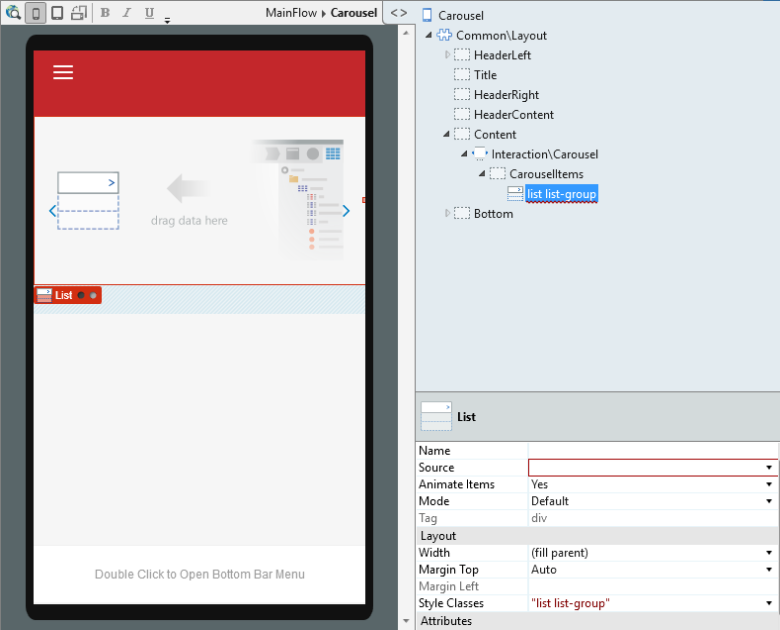 B I U
MainFlow ▸ Carousel
<>
drag data here
List
Double Click to Open Bottom Bar Menu
Carousel
Common\Layout
HeaderLeft
Title
HeaderRight
HeaderContent
Content
Interaction\Carousel
CarouselItems
list list-group
Bottom
List
Name
Source
Animate Items Yes
Mode Default
Tag div
Layout
Width (fill parent)
Margin Top Auto
Margin Left
Style Classes "list list-group"
Attributes